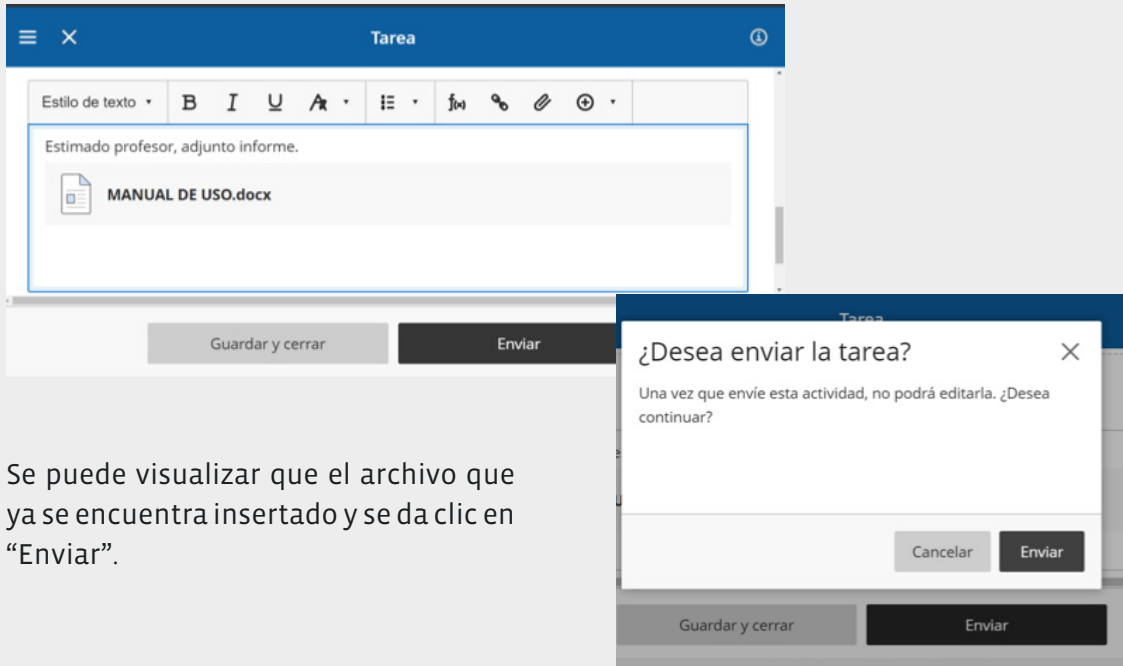 Tarea
Estilo de texto
Estimado profesor, adjunto informe.
MANUAL DE USO.docx
Guardar y cerrar
Enviar
Se puede visualizar que el archivo que
ya se encuentra insertado y se da clic en
“Enviar”.
Tarea
¿Desea enviar la tarea?
Una vez que envíe esta actividad, no podrá editarla. ¿Desea
continuar?
Cancelar
Enviar
Guardar y cerrar
Enviar